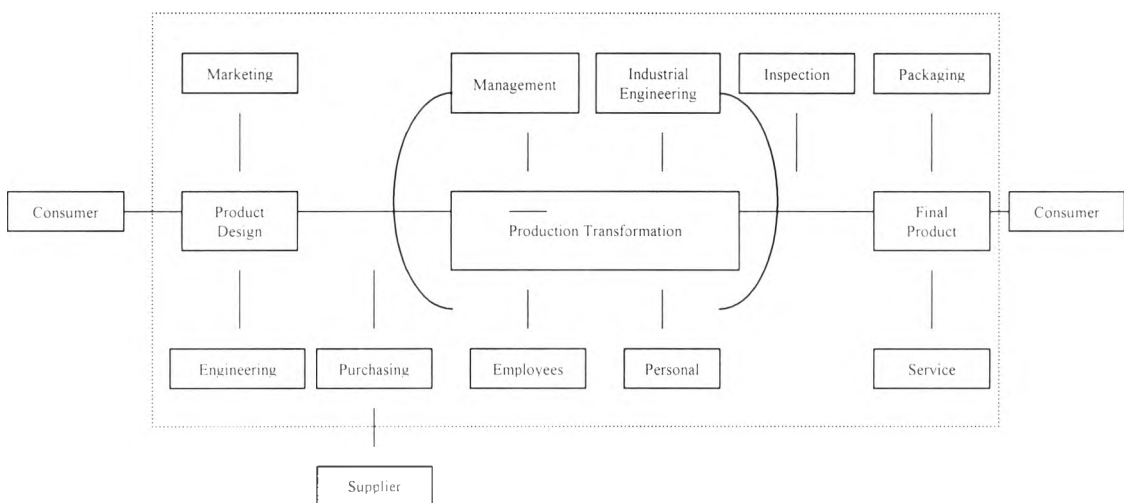 Marketing
Management
Industrial
Engineering
Inspection
Packaging
Consumer
Product
Design
Production Transformation
Final
Product
Consumer
Engineering
Purchasing
Employees
Personal
Service
Supplier